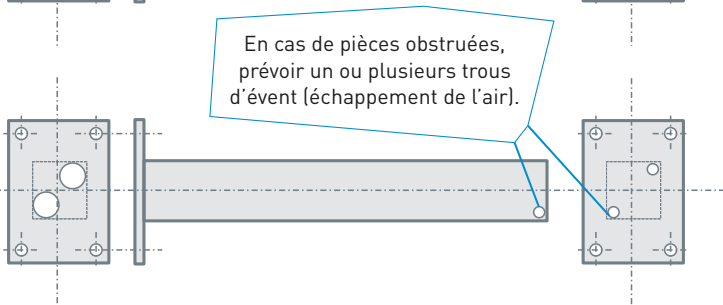 En cas de pièces obstruées,
prévoir un ou plusieurs trous
d’évent (échappement de l’air).